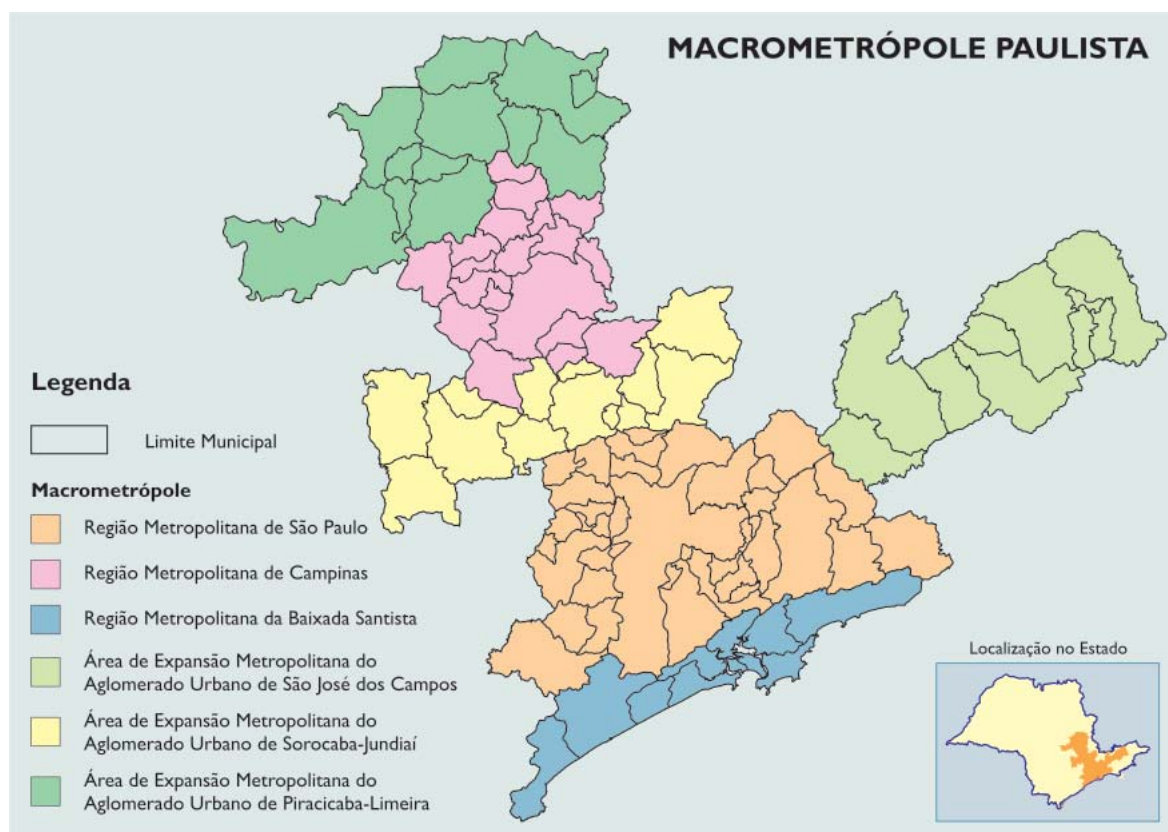 MACROMETRÓPOLE PAULISTA
Legenda
Limite Municipal
Macrometrópole
Região Metropolitana de São Paulo
Região Metropolitana de Campinas
Região Metropolitana da Baixada Santista
Área de Expansão Metropolitana do
Aglomerado Urbano de São José dos Campos
Área de Expansão Metropolitana do
Aglomerado Urbano de Sorocaba-Jundiaí
Área de Expansão Metropolitana do
Aglomerado Urbano de Piracicaba-Limeira
Localização no Estado